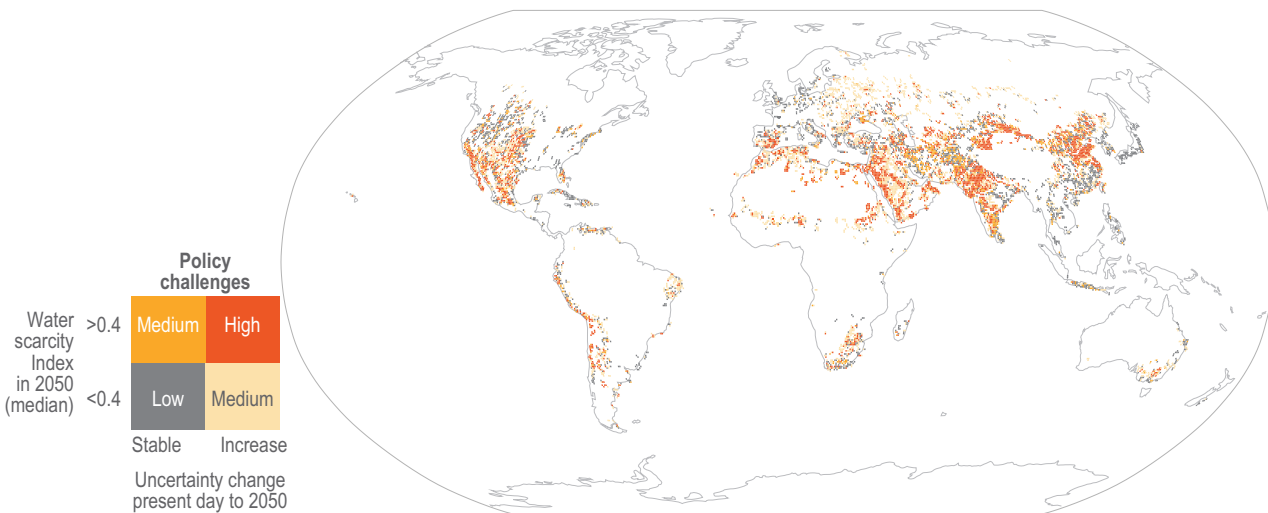 Policy
challenges
Water
scarcity
Index
in 2050
(median)
>0.4
Medium
High
<0.4
Low
Medium
Stable
Increase
Uncertainty change
present day to 2050